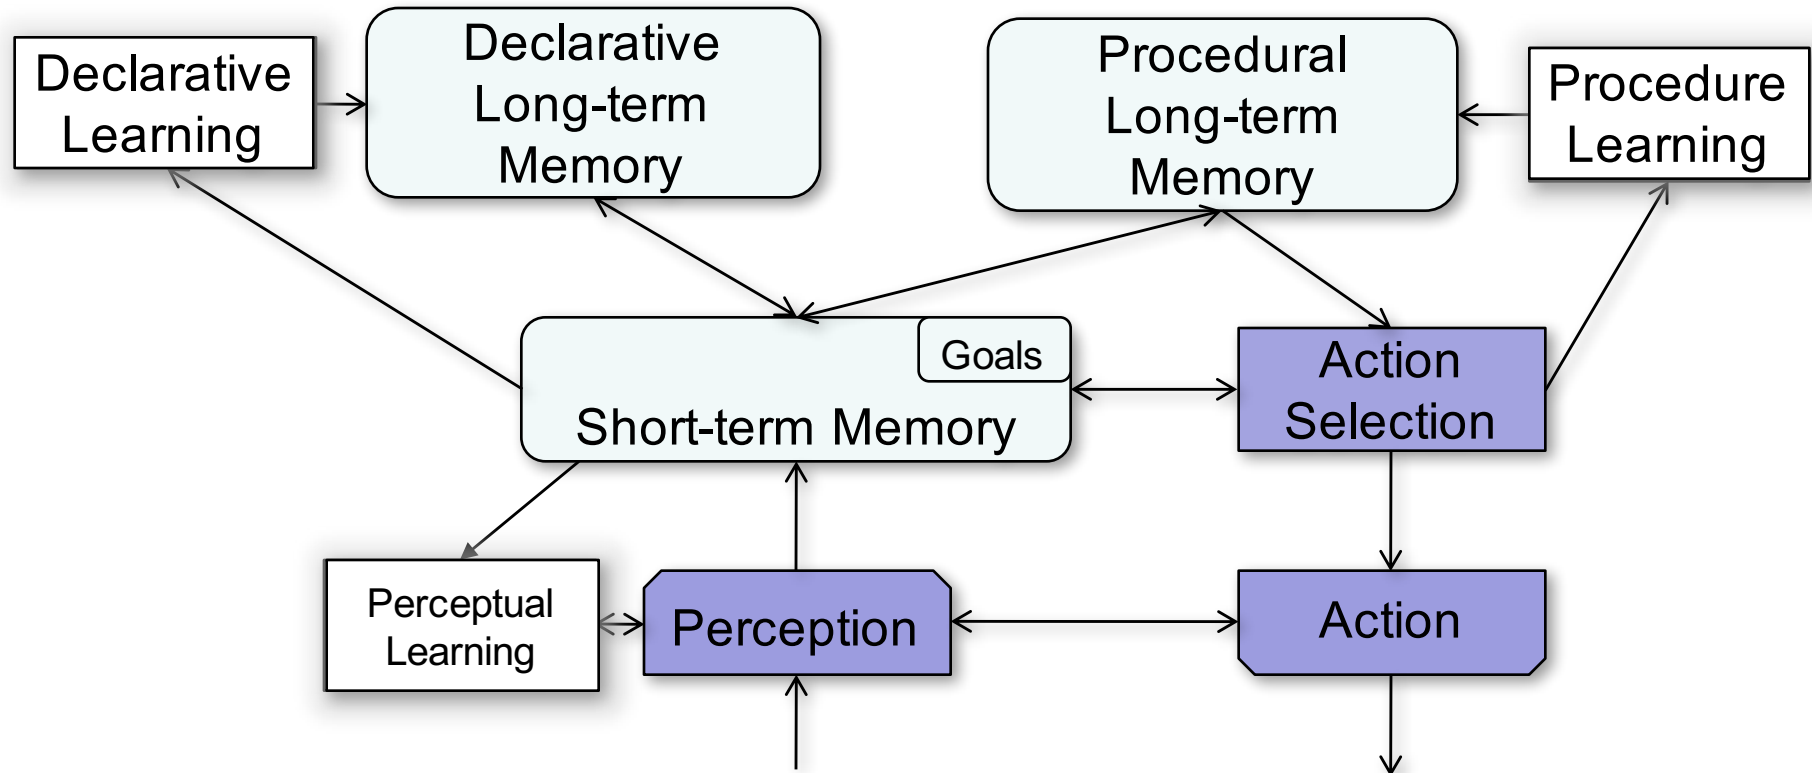 Declarative
Learning
Declarative
Long-term
Memory
Procedural
Long-term
Memory
Procedure
Learning
Goals
Short-term Memory
Action
Selection
Perceptual
Learning
Perception
Action